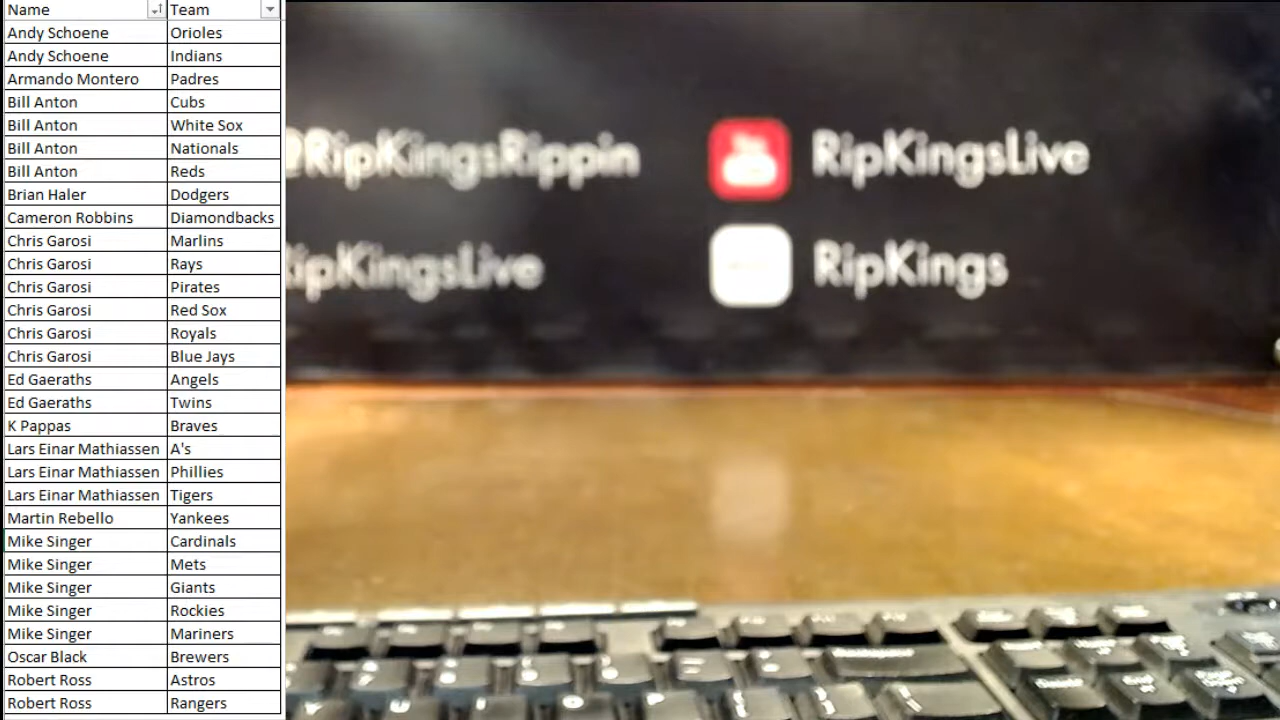 Name Team
Andy Schoene Orioles
Andy Schoene Indians
Armando Montero Padres
Bill Anton Cubs
Bill Anton White Sox
Bill Anton Nationals
Bill Anton Reds
Brian Haler Dodgers
Cameron Robbins Diamondbacks
Chris Garosi Marlins
Chris Garosi Rays
Chris Garosi Pirates
Chris Garosi Red Sox
Chris Garosi Royals
Chris Garosi Blue Jays
Ed Gaeraths Angels
Ed Gaeraths Twins
K Pappas Braves
Lars Einar Mathiassen A's
Lars Einar Mathiassen Phillies
Lars Einar Mathiassen Tigers
Martin Rebello Yankees
Mike Singer Cardinals
Mike Singer Mets
Mike Singer Giants
Mike Singer Rockies
Mike Singer Mariners
Oscar Black Brewers
Robert Ross Astros
Robert Ross Rangers
@RipKingsRippin RipKingsLive
ipKingsLive RipKings
Delete